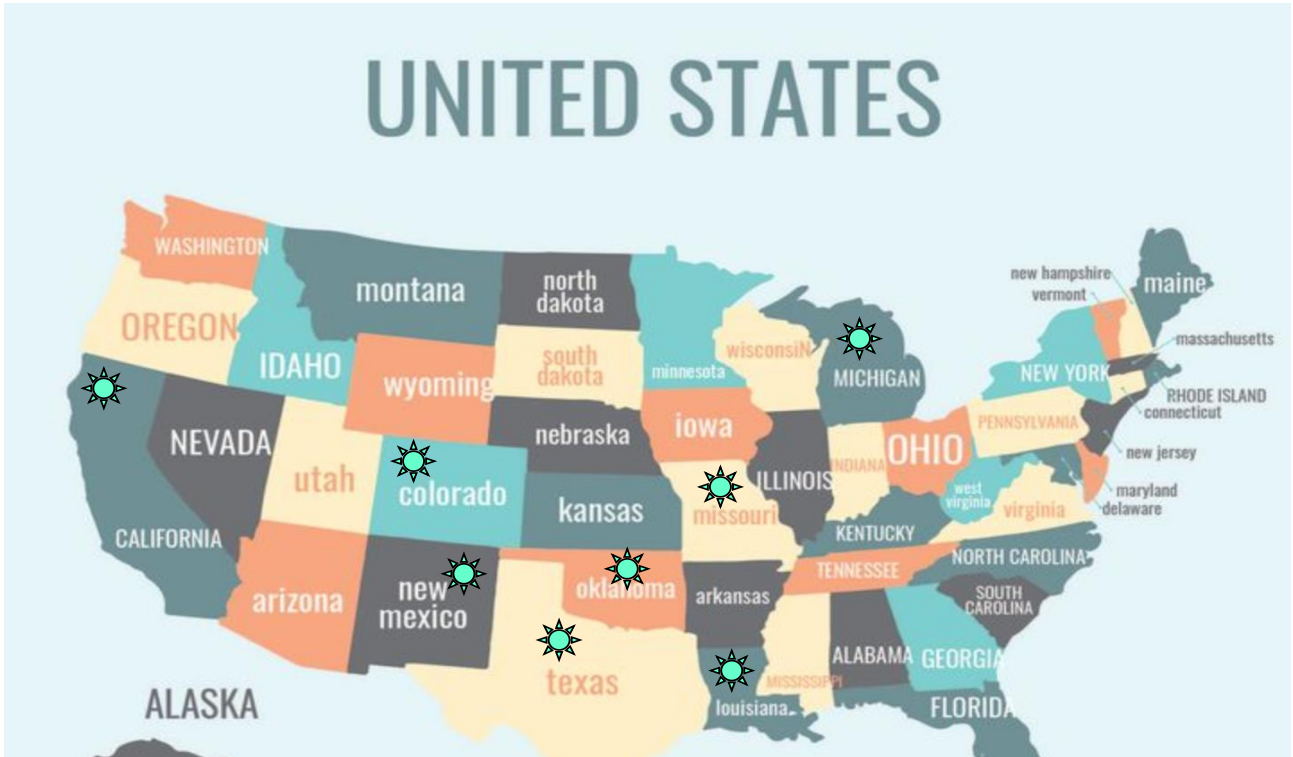 UNITED STATES
WASHINGTON
montana
north
dakota
OREGON
IDAHO
wyoming
south
dakota
minnesota
wisconsiN
MICHIGAN
new hampshire
vermont
maine
massachusetts
NEW YORK
RHODE ISLAND
connecticut
NEVADA
utah
colorado
nebraska
iowa
ILLINOIS
INDIANA
OHIO
PENNSYLVANIA
new jersey
CALIFORNIA
kansas
missouri
KENTUCKY
west
virginia
virginia
maryland
delaware
arizona
new
mexico
oklahoma
arkansas
TENNESSEE
NORTH CAROLINA
SOUTH
CAROLINA
texas
louisiana
MISSISSIPPI
ALABAMA
GEORGIA
FLORIDA
ALASKA